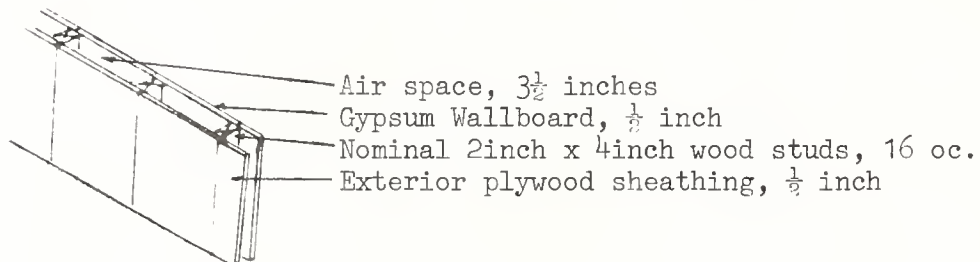 Air space, 3½ inches
Gypsum Wallboard, ½ inch
Nominal 2inch x 4inch wood studs, 16 oc.
Exterior plywood sheathing, ½ inch